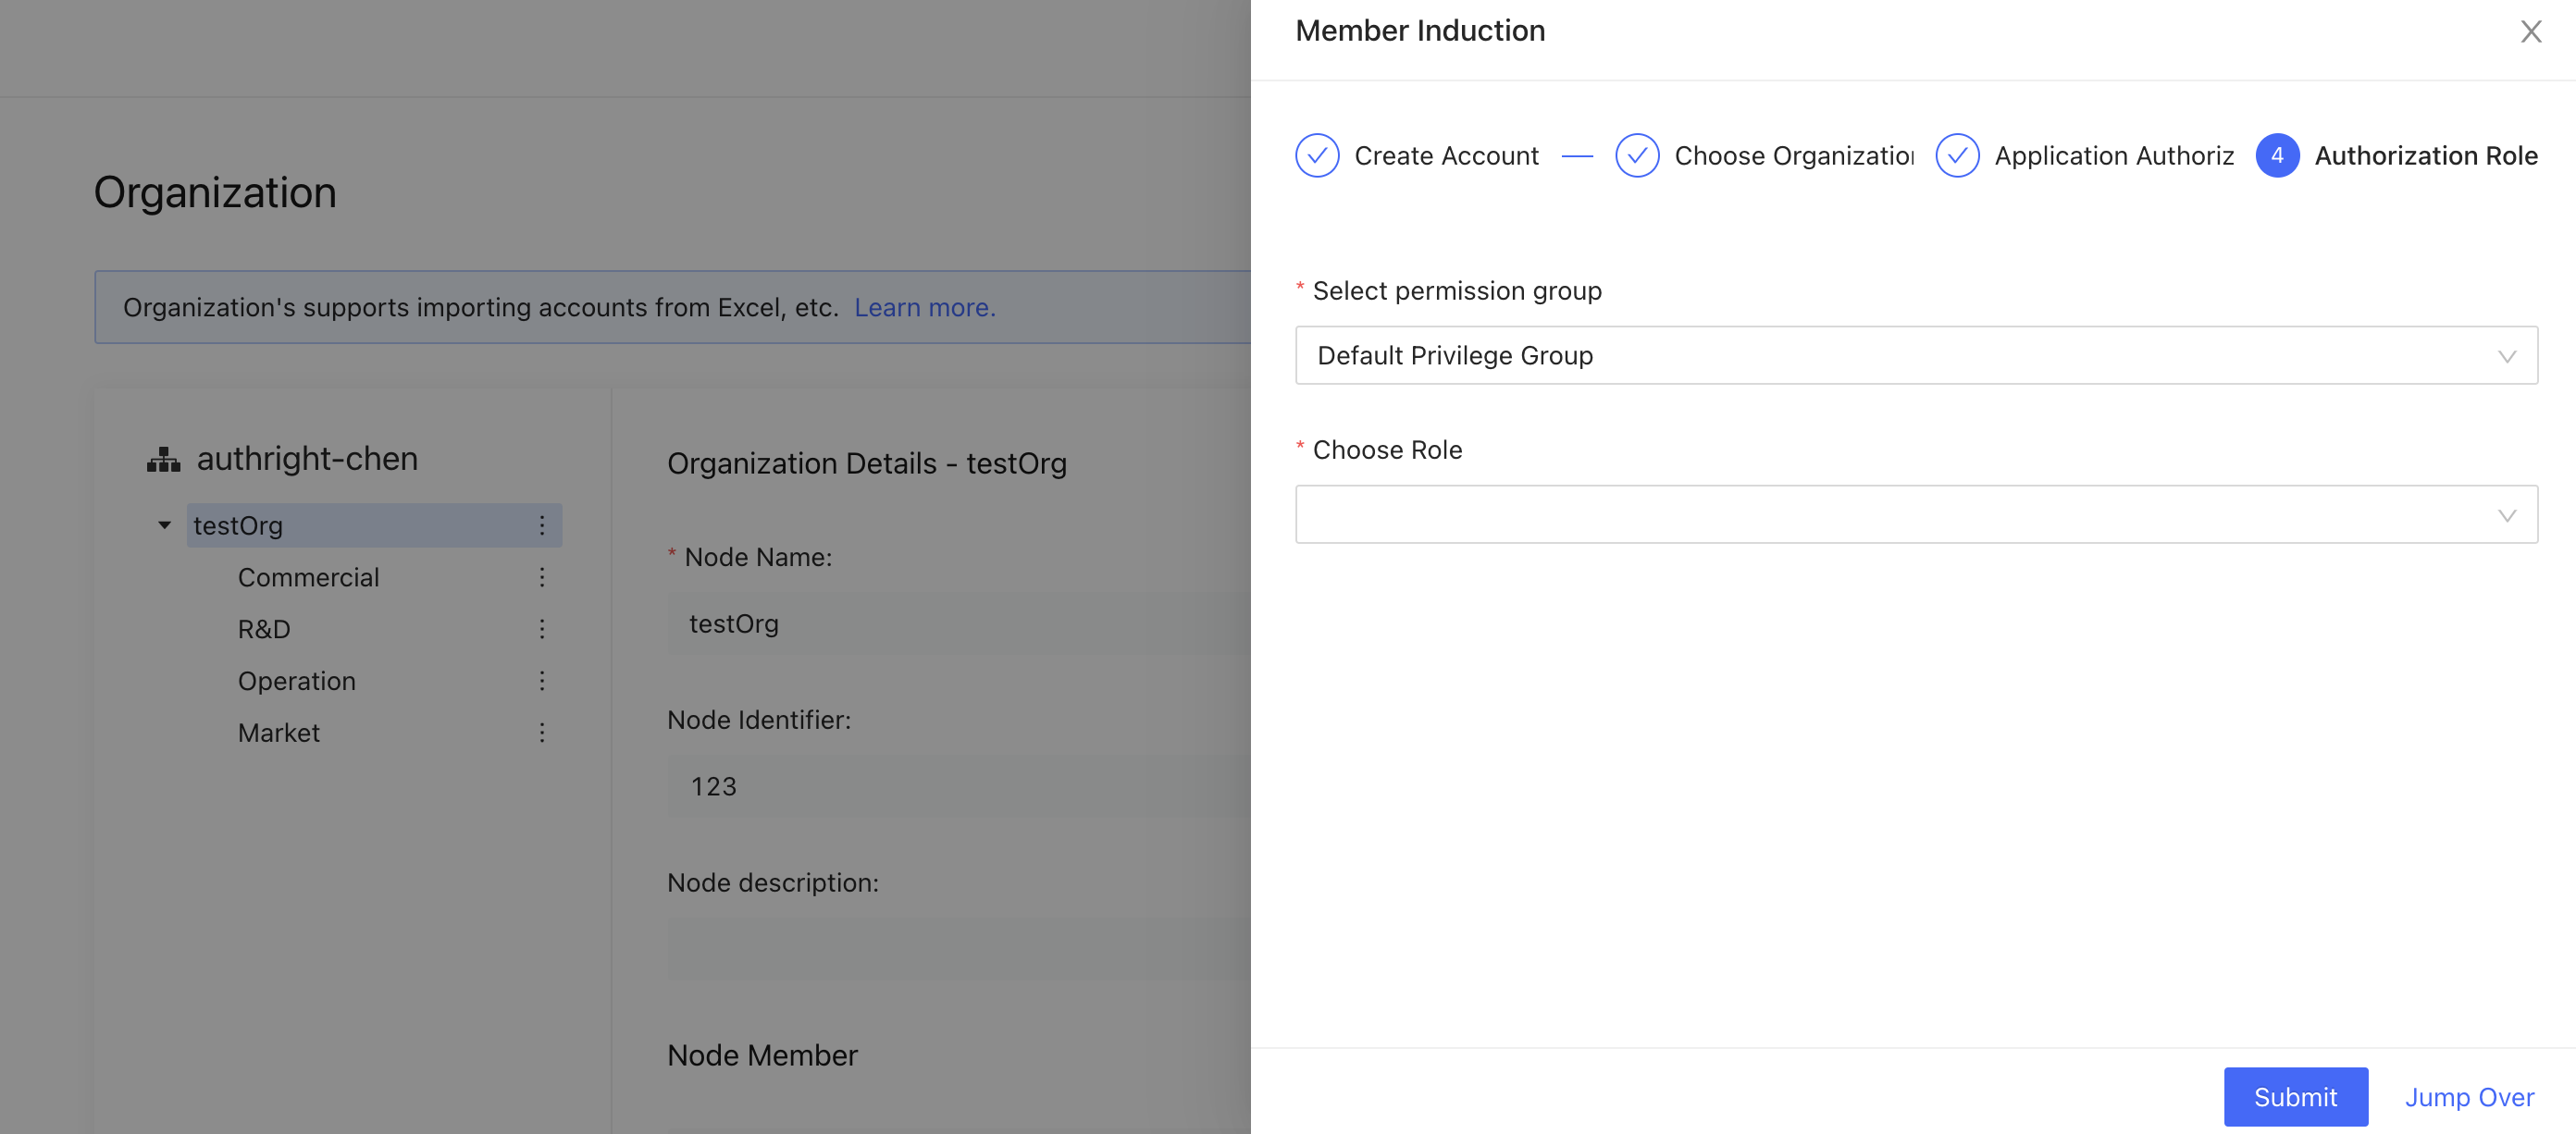 Member Induction
Create Account
Choose Organization
Application Authoriz
4 Authorization Role
Organization
Organization's supports importing accounts from Excel, etc. Learn more.
* Select permission group
Default Privilege Group
* Choose Role
authright-chen
testOrg
Commercial
R&D
Operation
Market
Organization Details - testOrg
* Node Name:
testOrg
Node Identifier:
123
Node description:
Node Member
Submit
Jump Over